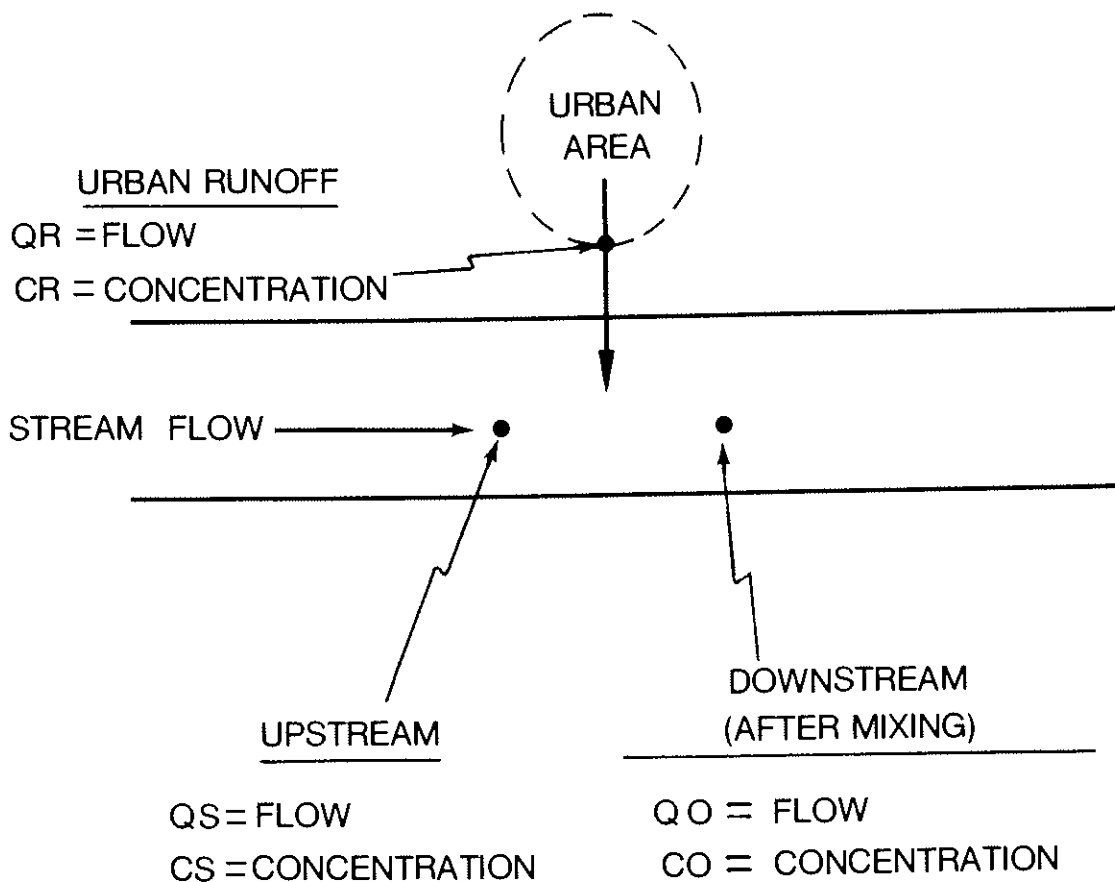 URBAN
AREA
URBAN RUNOFF
QR = FLOW
CR = CONCENTRATION
STREAM FLOW
UPSTREAM
QS = FLOW
CS = CONCENTRATION
DOWNSTREAM
(AFTER MIXING)
QO = FLOW
CO = CONCENTRATION